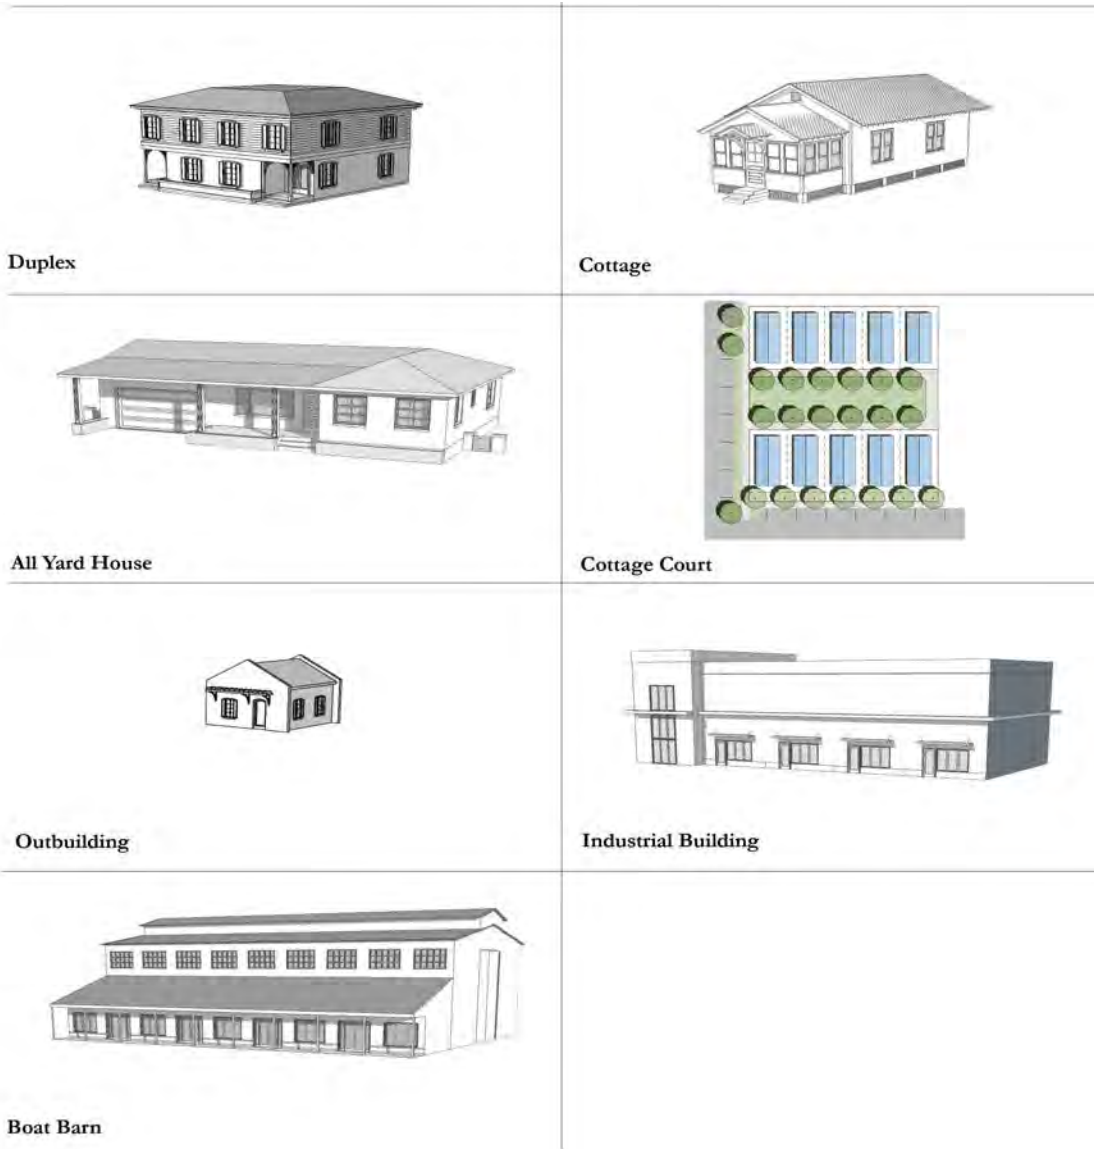 Duplex
Cottage
All Yard House
Cottage Court
Outbuilding
Industrial Building
Boat Barn